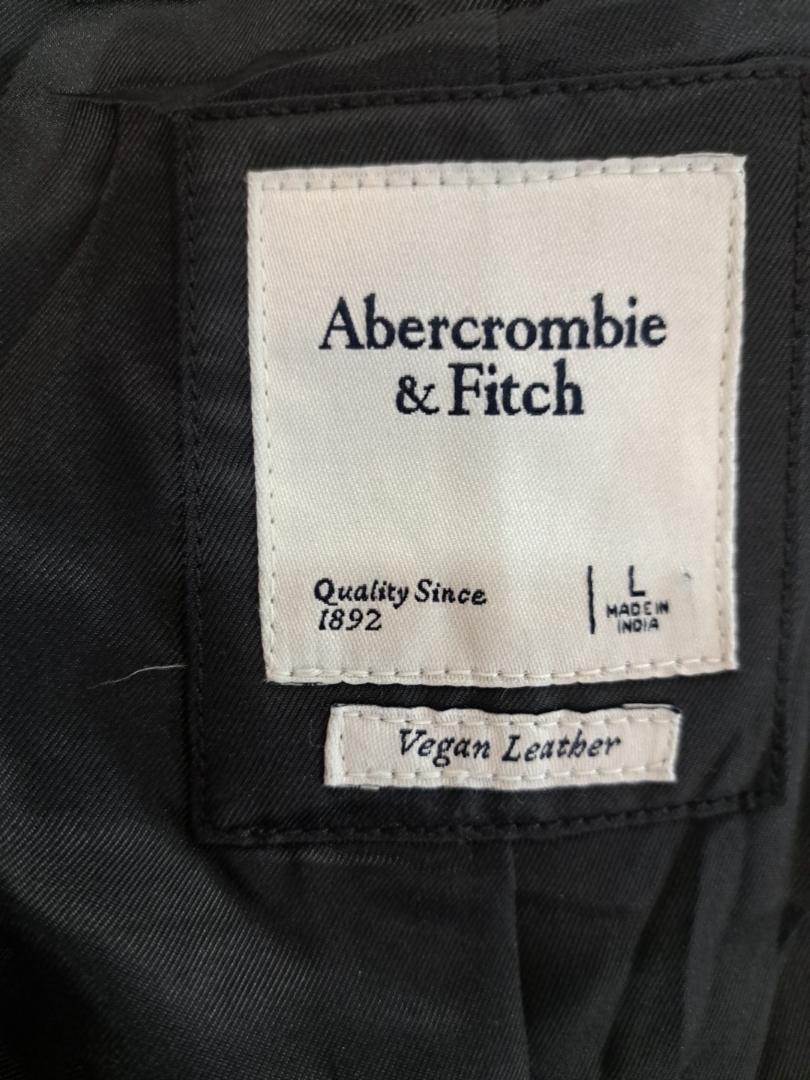 Abercrombie
& Fitch
Quality Since
1892
L
MADE IN
INDIA
Vegan Leather